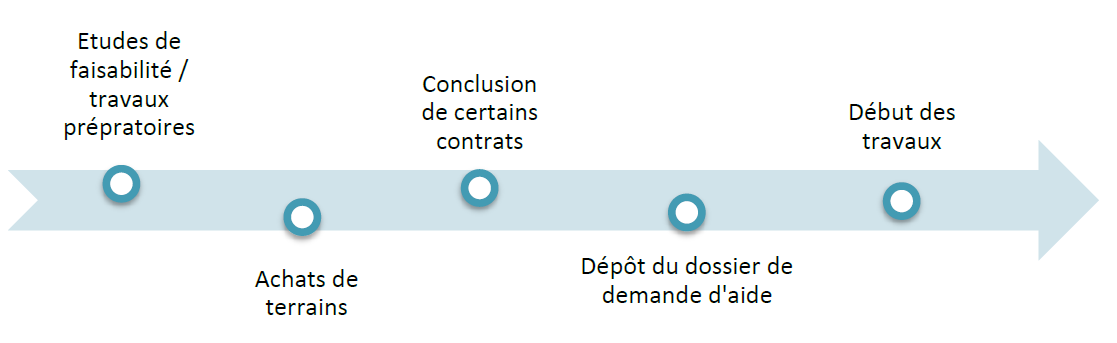 Etudes de
faisabilité /
travaux
prépratoires
Achats de
terrains
Conclusion
de certains
contrats
Dépôt du dossier de
demande d'aide
Début des
travaux